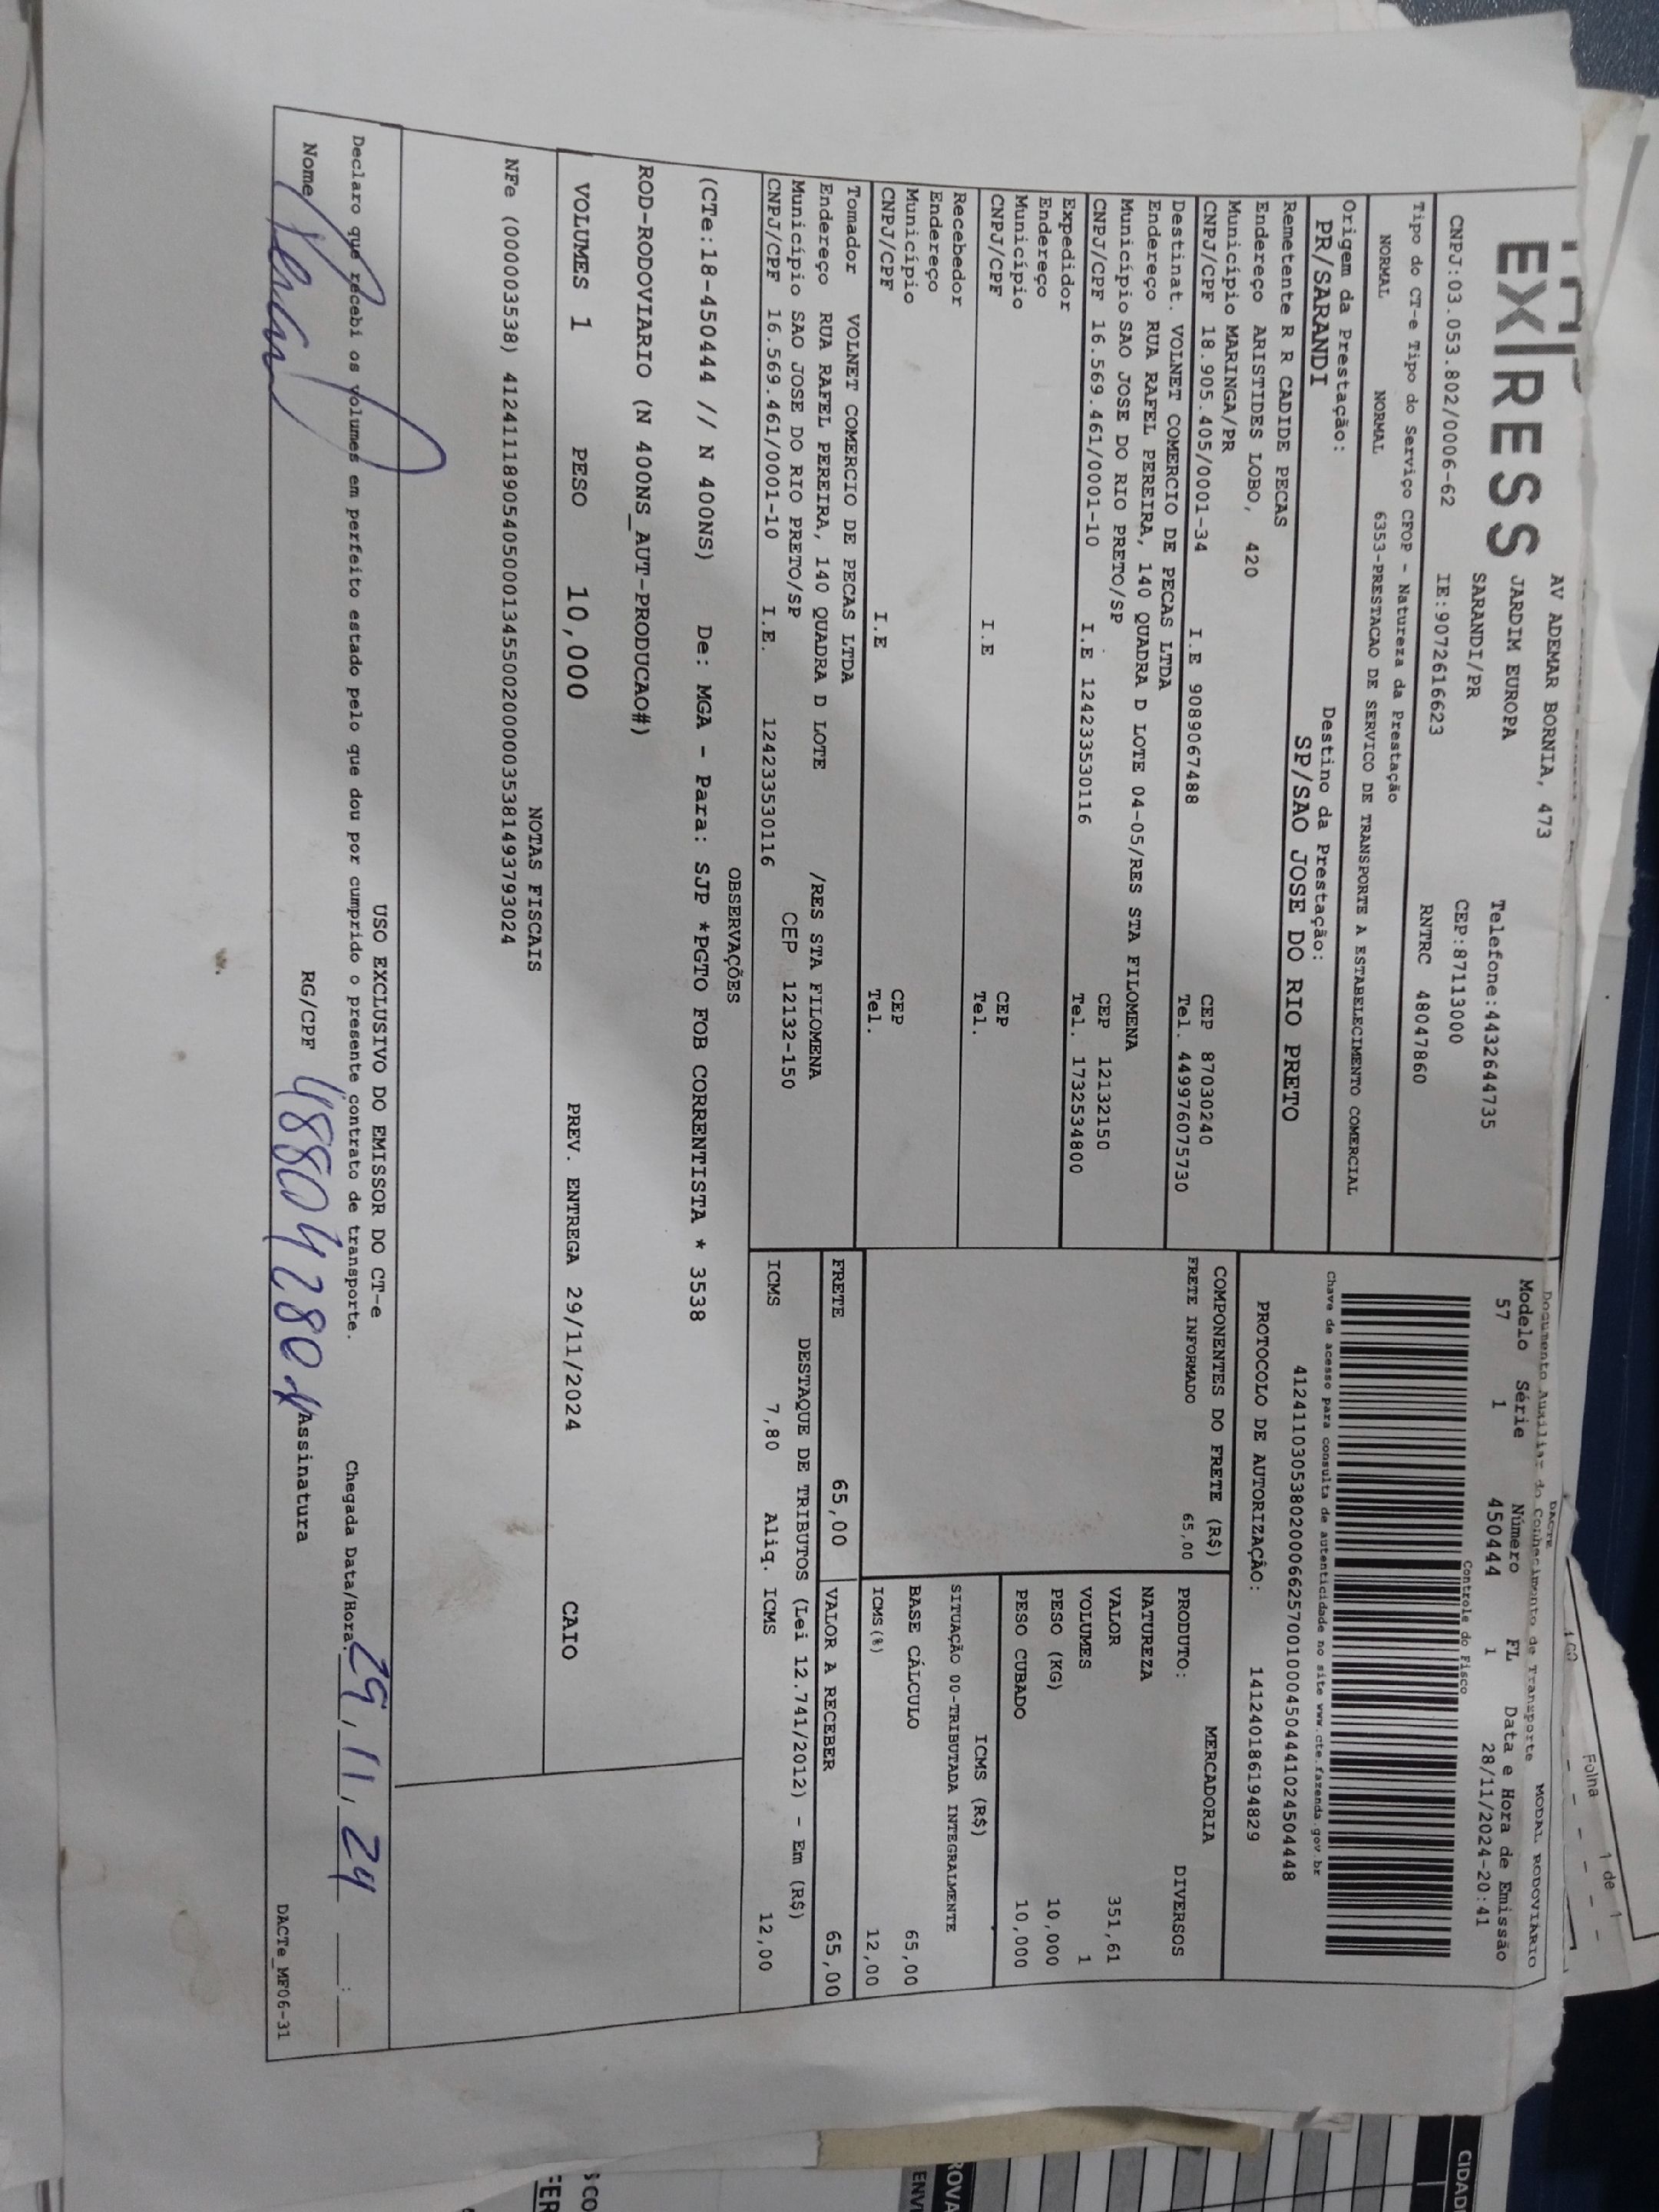 EXPRESS
AV ADEMAR BORNIA, 473
JARDIM EUROPA
SARANDI/PR
Telefone:4432644735
CEP:87113000
CNPJ:03.053.802/0006-62 IE:9072616623 RNTRC 48047860
Tipo do CT-e Tipo do Serviço CFOP - Natureza da Prestação
NORMAL NORMAL 6353-PRESTACAO DE SERVICO DE TRANSPORTE A ESTABELECIMENTO COMERCIAL
Origem da Prestação: Destino da Prestação:
PR/SARANDI SP/SAO JOSE DO RIO PRETO
Remetente R R CADIDE PECAS
Endereço ARISTIDES LOBO, 420
Município MARINGA/PR CEP 87030240
CNPJ/CPF 18.905.405/0001-34 I.E 9089067488 Tel. 449976075730
Destinat. VOLNET COMERCIO DE PECAS LTDA
Endereço RUA RAFEL PEREIRA, 140 QUADRA D LOTE 04-05/RES STA FILOMENA
Município SAO JOSE DO RIO PRETO/SP CEP 12132150
CNPJ/CPF 16.569.461/0001-10 I.E 124233530116 Tel. 1732534800
Expedidor
Endereço
Município CEP
CNPJ/CPF I.E Tel.
Recebedor
Endereço
Município CEP
CNPJ/CPF I.E Tel.
Tomador VOLNET COMERCIO DE PECAS LTDA
Endereço RUA RAFEL PEREIRA, 140 QUADRA D LOTE /RES STA FILOMENA
Município SAO JOSE DO RIO PRETO/SP CEP 12132-150
CNPJ/CPF 16.569.461/0001-10 I.E. 124233530116
DACTE
Documento Auxiliar do Conhecimento de Transporte MODAL RODOVIÁRIO
Modelo Série Número FL Data e Hora de Emissão
57 1 450444 1 28/11/2024-20:41
Controle do Fisco
Chave de acesso para consulta de autenticidade no site www.cte.fazenda.gov.br
41241103053802000662570010004504441024504448
PROTOCOLO DE AUTORIZAÇÃO: 141240186194829
COMPONENTES DO FRETE (R$)
FRETE INFORMADO 65,00
MERCADORIA
PRODUTO: DIVERSOS
NATUREZA
VALOR 351,61
VOLUMES 1
PESO (KG) 10,000
PESO CUBADO 10,000
ICMS (R$)
SITUAÇÃO 00-TRIBUTADA INTEGRALMENTE
BASE CÁLCULO 65,00
ICMS(%) 12,00
FRETE 65,00 VALOR A RECEBER 65,00
DESTAQUE DE TRIBUTOS (Lei 12.741/2012) - Em (R$)
ICMS 7,80 Aliq. ICMS 12,00
OBSERVAÇÕES
(CTe:18-450444 // N 400NS) De: MGA - Para: SJP *PGTO FOB CORRENTISTA * 3538
ROD-RODOVIARIO (N 400NS_AUT-PRODUCAO#)
VOLUMES 1 PESO 10,000 PREV. ENTREGA 29/11/2024 CAIO
NOTAS FISCAIS
NFe (000003538) 41241118905405000134550020000035381493793024
USO EXCLUSIVO DO EMISSOR DO CT-e
Declaro que recebi os volumes em perfeito estado pelo que dou por cumprido o presente contrato de transporte. Chegada Data/Hora: 29,11,24 :
Nome RG/CPF Assinatura
DACTe_MF06-31
Folha 1 de 1
CIDAD
ROVA
ENVI